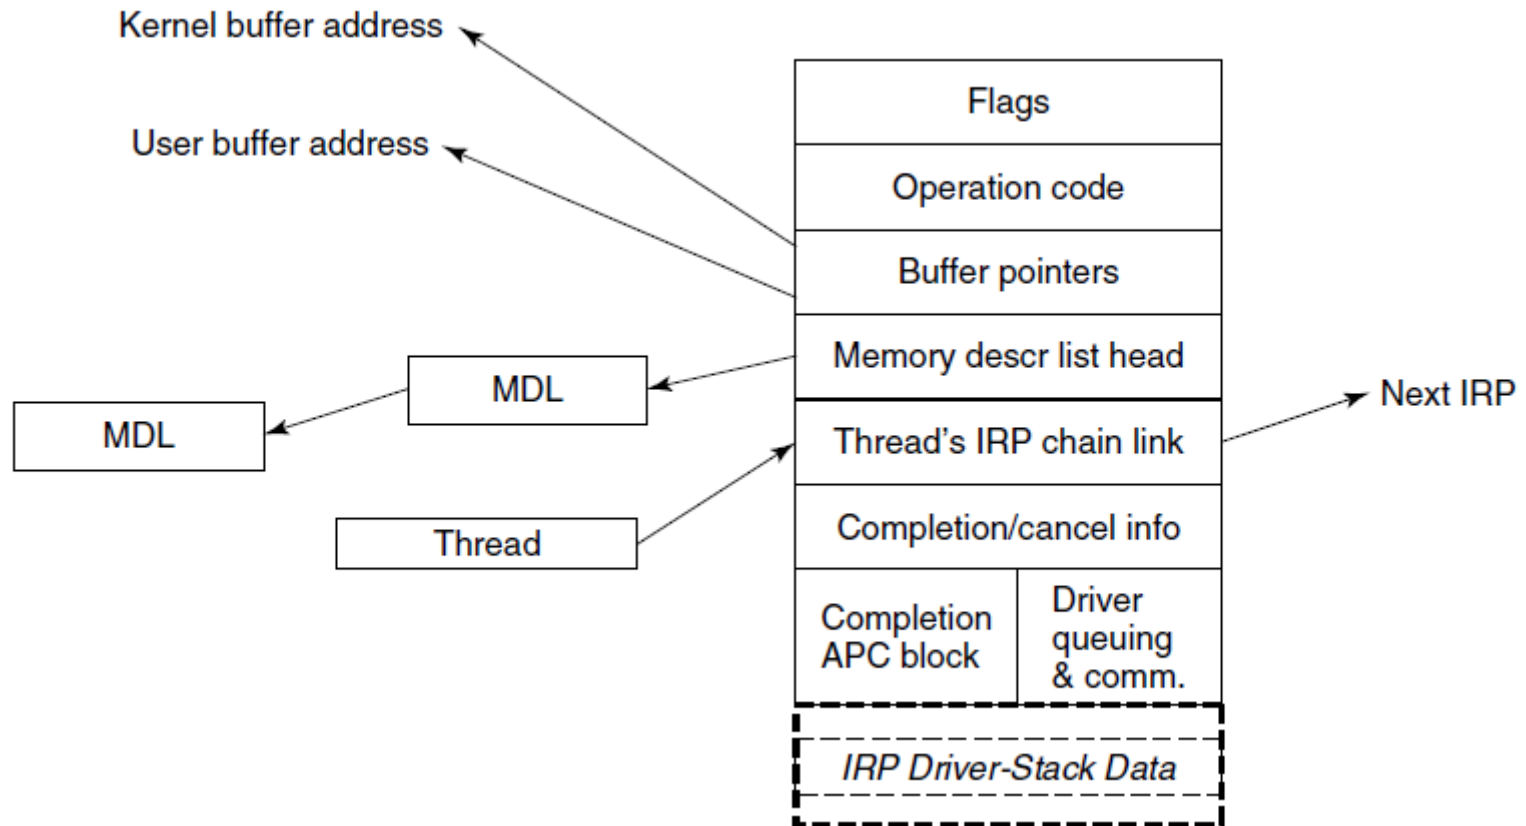 Kernel buffer address
User buffer address
Flags
Operation code
Buffer pointers
Memory descr list head
MDL
MDL
Next IRP
Thread's IRP chain link
Thread
Completion/cancel info
Completion
APC block
Driver
queuing
& comm.
IRP Driver-Stack Data